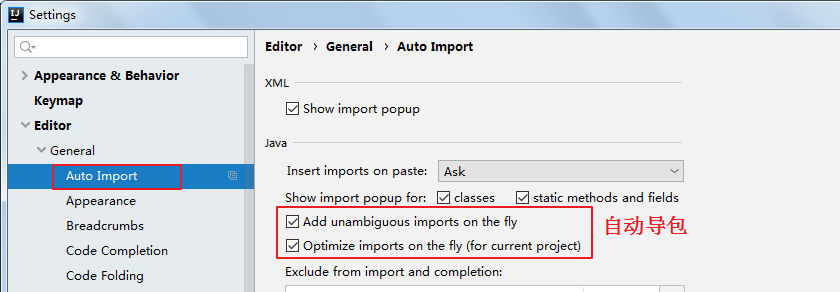 IJ Settings
Editor › General › Auto Import
Appearance & Behavior
Keymap
Editor
General
Auto Import
Appearance
Breadcrumbs
Code Completion
Code Folding
XML
Show import popup
Java
Insert imports on paste: Ask
Show import popup for: classes static methods and fields
Add unambiguous imports on the fly
Optimize imports on the fly (for current project)
自动导包
Exclude from import and completion: